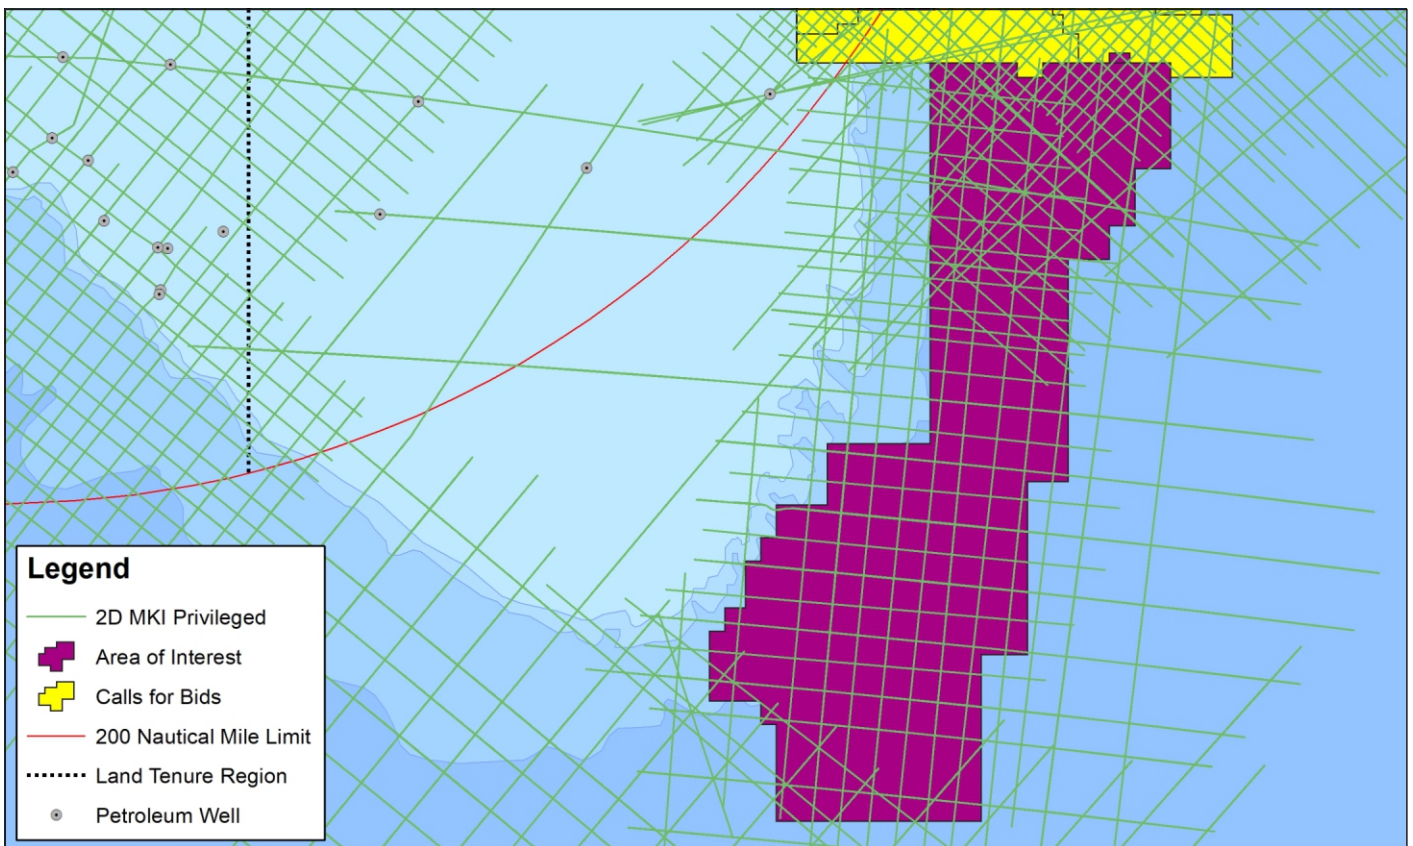 Legend
2D MKI Privileged
Area of Interest
Calls for Bids
200 Nautical Mile Limit
Land Tenure Region
Petroleum Well